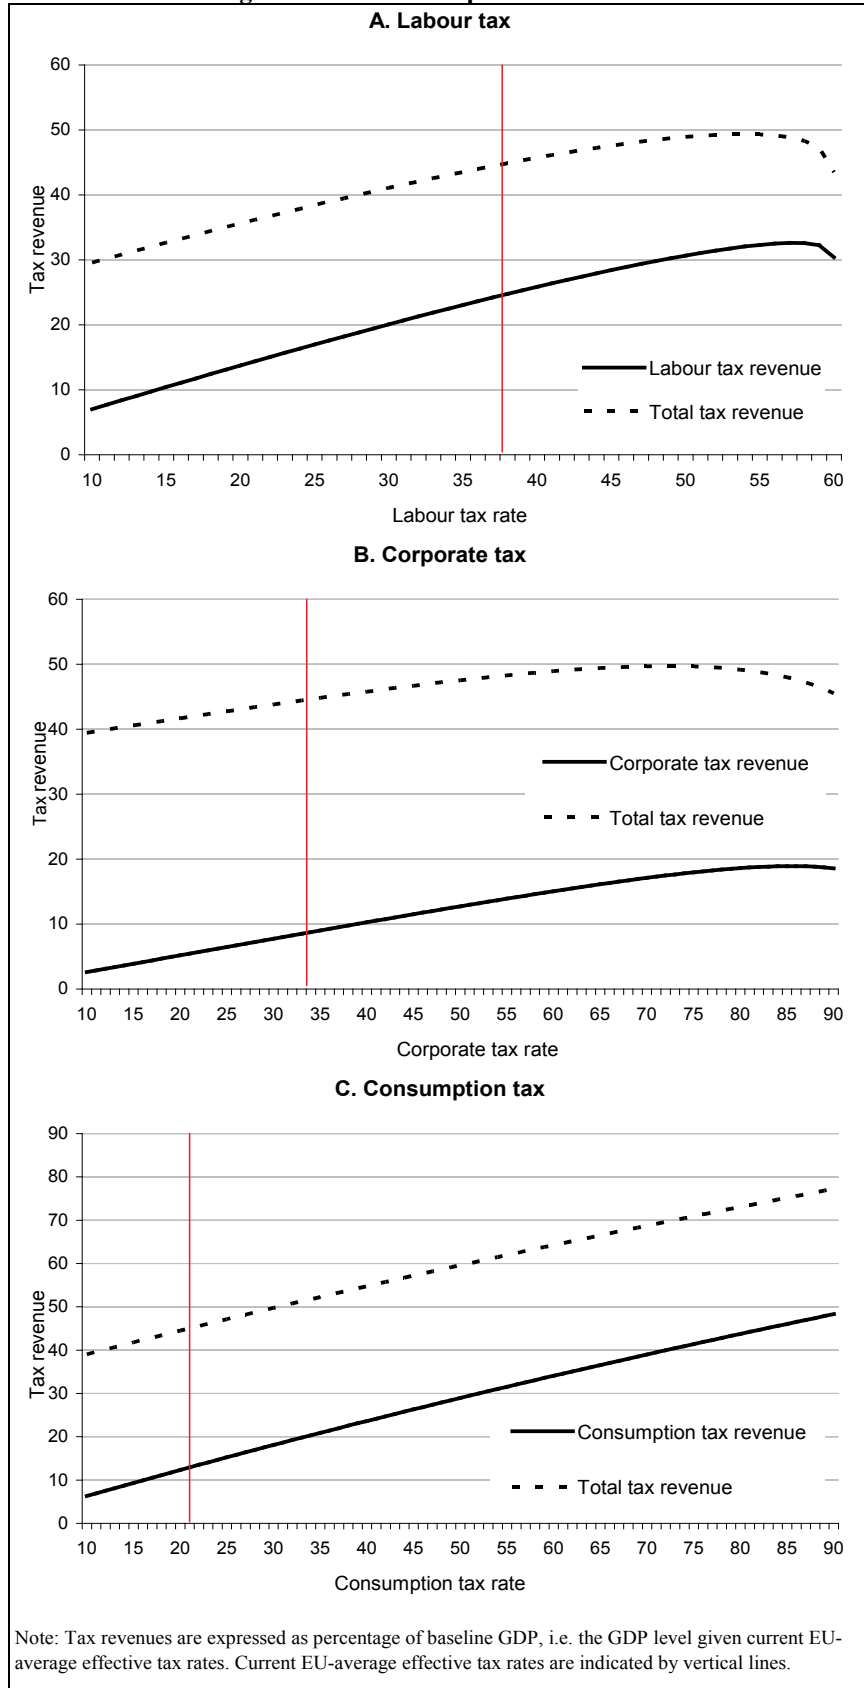 A. Labour tax
60
50
40
30
20
10
0
Tax revenue
Labour tax revenue
Total tax revenue
10 15 20 25 30 35 40 45 50 55 60
Labour tax rate
B. Corporate tax
60
50
40
30
20
10
0
Tax revenue
Corporate tax revenue
Total tax revenue
10 15 20 25 30 35 40 45 50 55 60 65 70 75 80 85 90
Corporate tax rate
C. Consumption tax
90
80
70
60
50
40
30
20
10
0
Tax revenue
Consumption tax revenue
Total tax revenue
10 15 20 25 30 35 40 45 50 55 60 65 70 75 80 85 90
Consumption tax rate
Note: Tax revenues are expressed as percentage of baseline GDP, i.e. the GDP level given current EU-
average effective tax rates. Current EU-average effective tax rates are indicated by vertical lines.